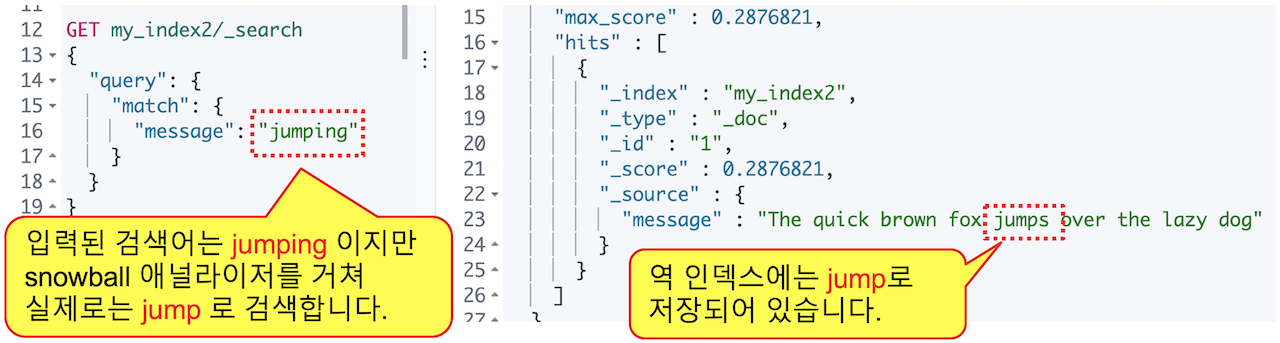 11
12 GET my_index2/_search
13 {
14 "query": {
15 "match": {
16 "message": "jumping"
17 }
18 }
19 }
입력된 검색어는 jumping 이지만
snowball 애널라이저를 거쳐
실제로는 jump 로 검색합니다.
15 "max_score" : 0.2876821,
16 "hits" : [
17 {
18 "_index" : "my_index2",
19 "_type" : "_doc",
20 "_id" : "1",
21 "_score" : 0.2876821,
22 "_source" : {
23 "message" : "The quick brown fox jumps over the lazy dog"
24 }
25 }
26 ]
27 }
역 인덱스에는 jump로
저장되어 있습니다.